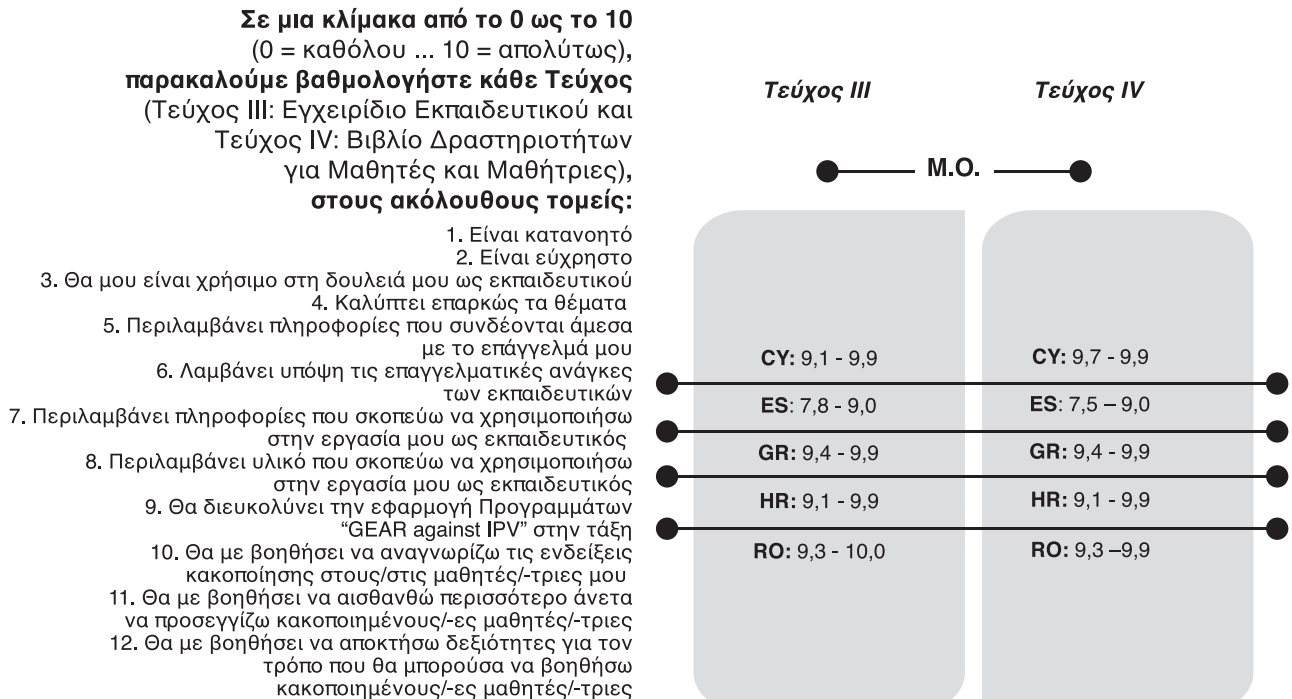 Σε μια κλίμακα από το 0 ως το 10
(0 = καθόλου ... 10 = απολύτως),
παρακαλούμε βαθμολογήστε κάθε Τεύχος
(Τεύχος III: Εγχειρίδιο Εκπαιδευτικού και
Τεύχος IV: Βιβλίο Δραστηριοτήτων
για Μαθητές και Μαθήτριες),
στους ακόλουθους τομείς:
1. Είναι κατανοητό
2. Είναι εύχρηστο
3. Θα μου είναι χρήσιμο στη δουλειά μου ως εκπαιδευτικού
4. Καλύπτει επαρκώς τα θέματα
5. Περιλαμβάνει πληροφορίες που συνδέονται άμεσα
με το επάγγελμά μου
6. Λαμβάνει υπόψη τις επαγγελματικές ανάγκες
των εκπαιδευτικών
7. Περιλαμβάνει πληροφορίες που σκοπεύω να χρησιμοποιήσω
στην εργασία μου ως εκπαιδευτικός
8. Περιλαμβάνει υλικό που σκοπεύω να χρησιμοποιήσω
στην εργασία μου ως εκπαιδευτικός
9. Θα διευκολύνει την εφαρμογή Προγραμμάτων
“GEAR against IPV” στην τάξη
10. Θα με βοηθήσει να αναγνωρίζω τις ενδείξεις
κακοποίησης στους/στις μαθητές/-τριες μου
11. Θα με βοηθήσει να αισθανθώ περισσότερο άνετα
να προσεγγίζω κακοποιημένους/-ες μαθητές/-τριες
12. Θα με βοηθήσει να αποκτήσω δεξιότητες για τον
τρόπο που θα μπορούσα να βοηθήσω
κακοποιημένους/-ες μαθητές/-τριες
Τεύχος III Τεύχος IV
Μ.Ο.
CY: 9,1 - 9,9 CY: 9,7 - 9,9
ES: 7,8 - 9,0 ES: 7,5 – 9,0
GR: 9,4 - 9,9 GR: 9,4 - 9,9
HR: 9,1 - 9,9 HR: 9,1 - 9,9
RO: 9,3 - 10,0 RO: 9,3 –9,9